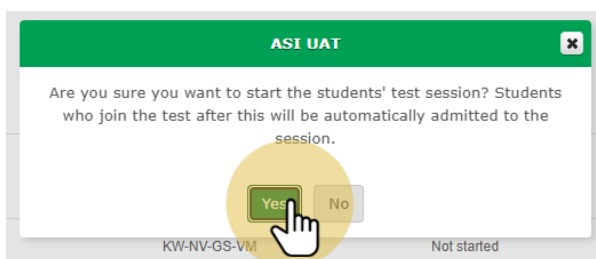 ASI UAT
Are you sure you want to start the students' test session? Students
who join the test after this will be automatically admitted to the
session.
Yes No
KW-NV-GS-VM Not started